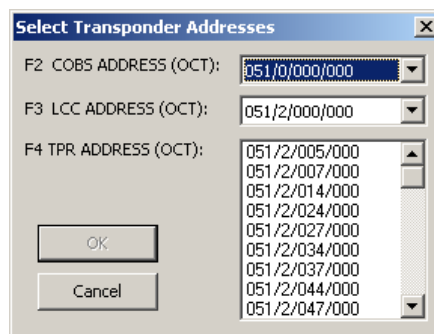 Select Transponder Addresses
F2 COBS ADDRESS (OCT): 051/0/000/000
F3 LCC ADDRESS (OCT): 051/2/000/000
F4 TPR ADDRESS (OCT): 051/2/005/000
051/2/007/000
051/2/014/000
051/2/024/000
051/2/027/000
051/2/034/000
051/2/037/000
051/2/044/000
051/2/047/000
OK
Cancel